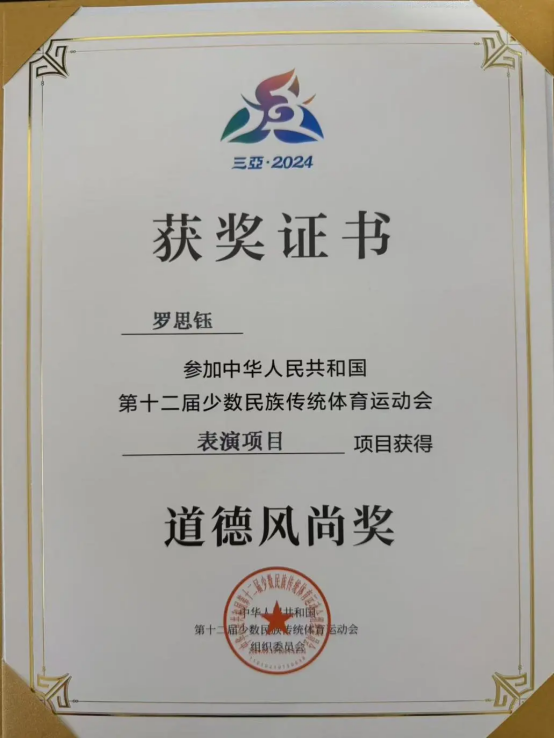 三亞·2024
获奖证书
罗思钰
参加中华人民共和国
第十二届少数民族传统体育运动会
表演项目 项目获得
道德风尚奖
中华人民共和国
第十二届少数民族传统体育运动会
组织委员会